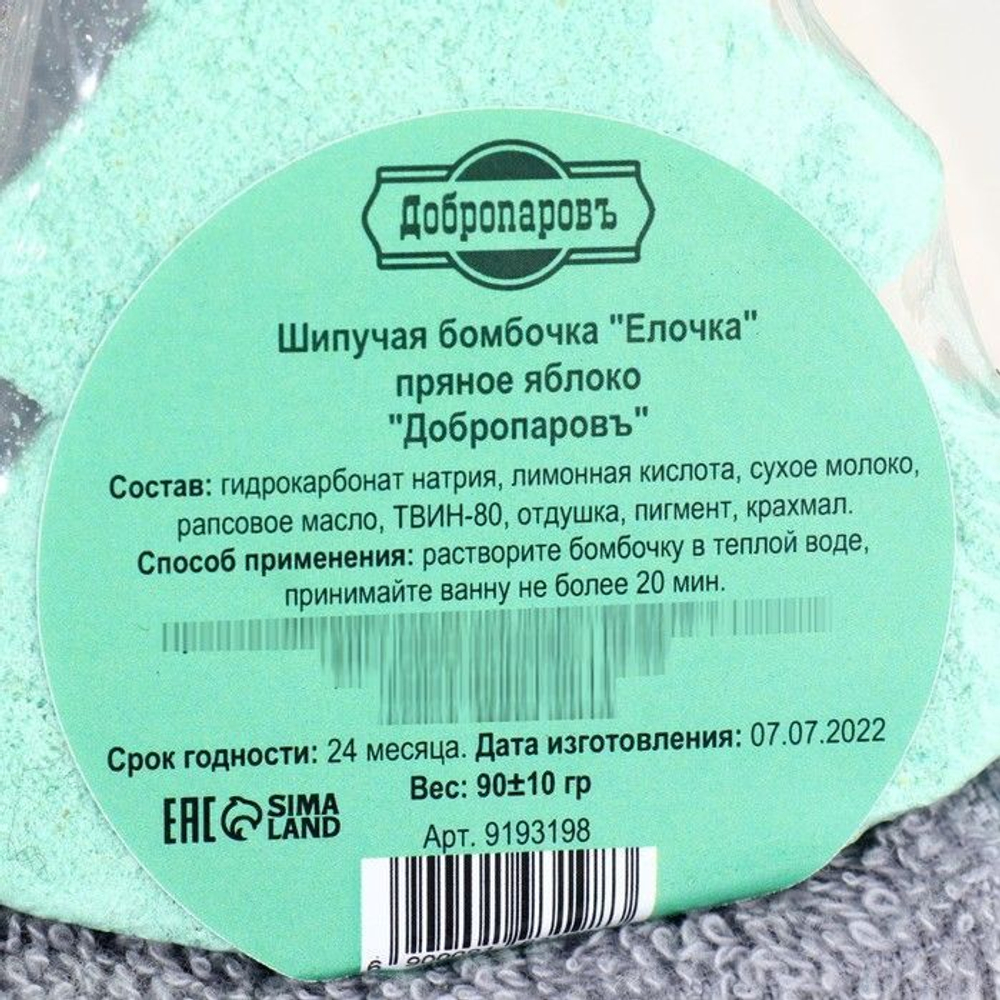 Добропаровъ
Шипучая бомбочка "Елочка"
пряное яблоко
"Добропаровъ"
Состав: гидрокарбонат натрия, лимонная кислота, сухое молоко,
рапсовое масло, ТВИН-80, отдушка, пигмент, крахмал.
Способ применения: растворите бомбочку в теплой воде,
принимайте ванну не более 20 мин.
Срок годности: 24 месяца. Дата изготовления: 07.07.2022
Вес: 90±10 гр
ЕАС SIMA
LAND
Арт. 9193198